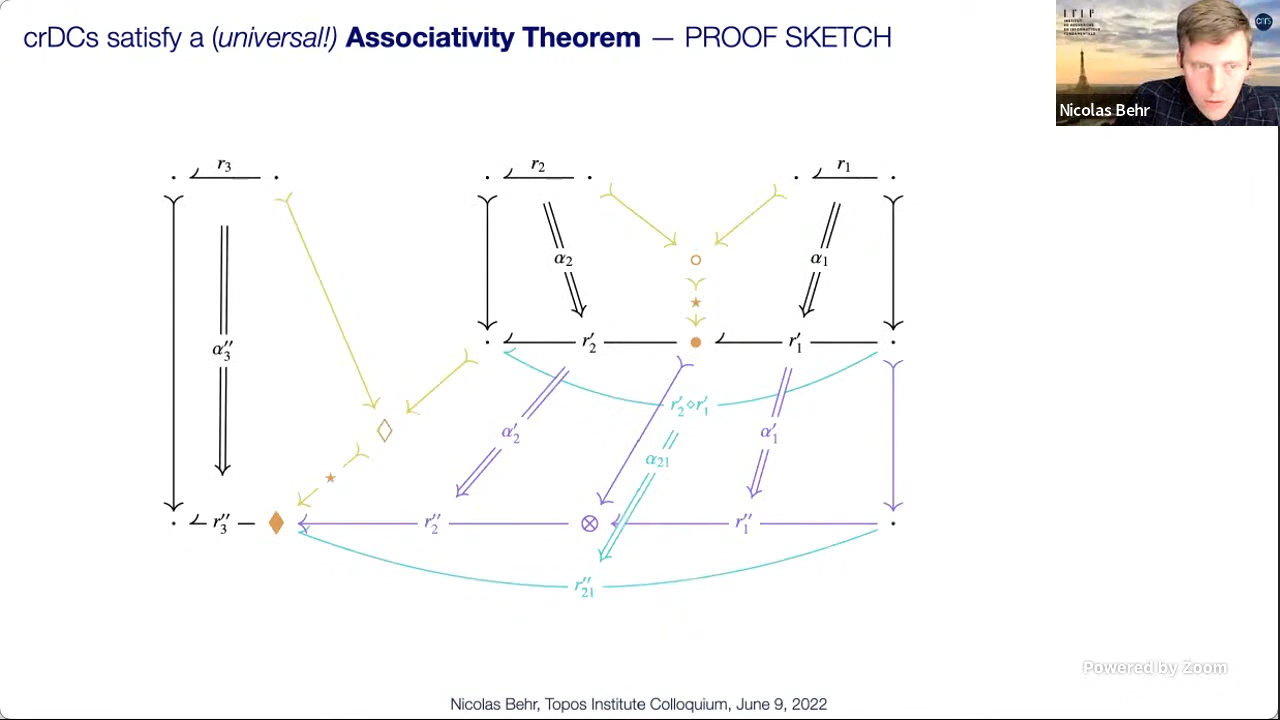 crDCs satisfy a (universal!) Associativity Theorem — PROOF SKETCH
Nicolas Behr
r₃
r₂
r₁
α₂
α₁
α₃′′
r₂′
r₁′
r₂′⋄r₁′
α₂′
α₁′
α₂₁
r₃′′
r₂′′
r₁′′
r₂₁′′
Powered by Zoom
Nicolas Behr, Topos Institute Colloquium, June 9, 2022